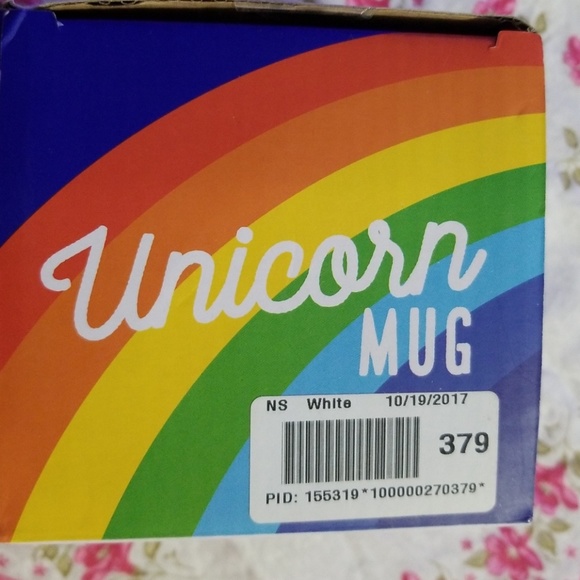 Unicorn
MUG
NS White 10/19/2017
379
PID: 155319*100000270379*